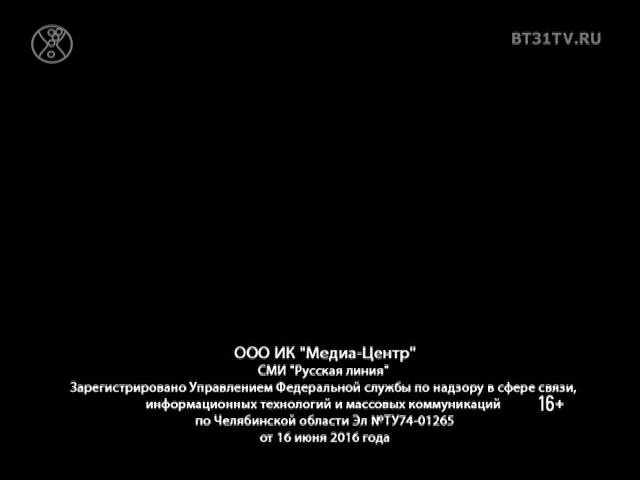 BT31TV.RU
ООО ИК "Медиа-Центр"
СМИ "Русская линия"
Зарегистрировано Управлением Федеральной службы по надзору в сфере связи,
информационных технологий и массовых коммуникаций
16+
по Челябинской области Эл №ТУ74-01265
от 16 июня 2016 года